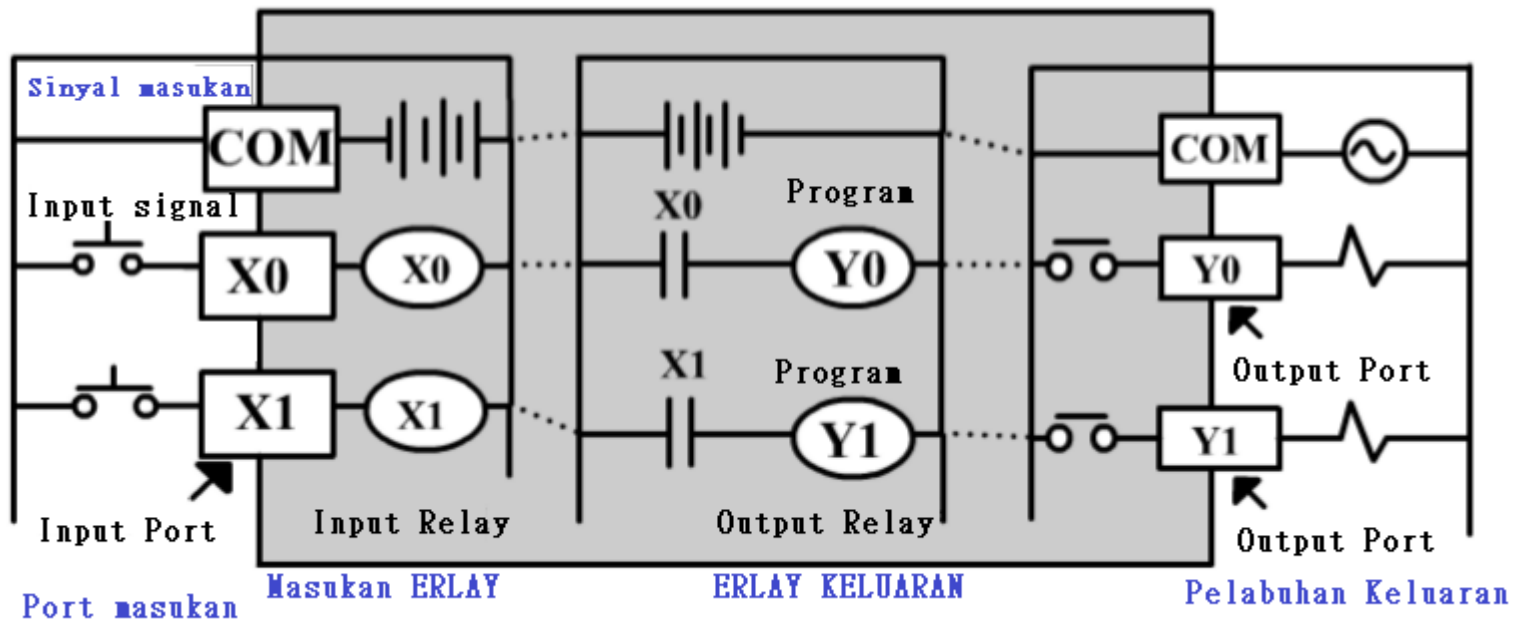 Sinyal masukan
COM
COM
Input signal
X0
Program
X0
X0
Y0
Y0
Output Port
X1
Program
X1
X1
Y1
Y1
Input Port
Input Relay
Output Relay
Output Port
Port masukan
Masukan ERLAY
ERLAY KELUARAN
Pelabuhan Keluaran